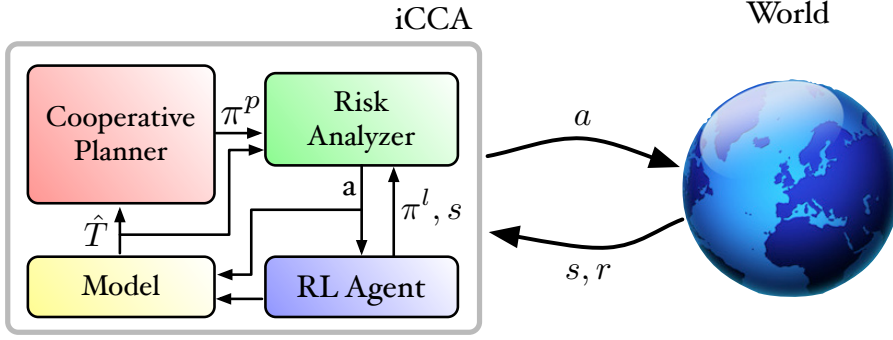 iCCA
World
Cooperative
Planner
π^p
Risk
Analyzer
a
a
π^l, s
T̂
Model
RL Agent
s, r